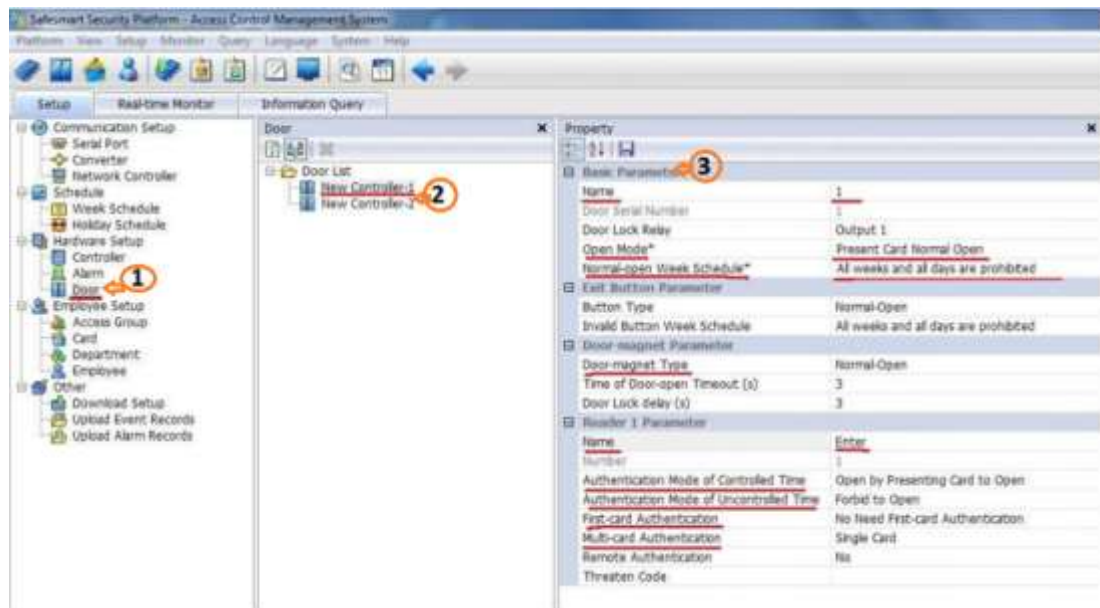 Safesmart Security Platform - Access Control Management System
Platform View Setup Monitor Query Language System Help
Setup Real-time Monitor Information Query
Communication Setup
Serial Port
Converter
Network Controller
Schedule
Week Schedule
Holiday Schedule
Hardware Setup
Controller
Alarm
Door
1
Employee Setup
Access Group
Card
Department
Employee
Other
Download Setup
Upload Event Records
Upload Alarm Records
Door
Door List
New Controller-1
New Controller-2
2
Property
Basic Parameter
3
Name 1
Door Serial Number 1
Door Lock Relay Output 1
Open Mode* Present Card Normal Open
Normal-open Week Schedule* All weeks and all days are prohibited
Exit Button Parameter
Button Type Normal-Open
Invalid Button Week Schedule All weeks and all days are prohibited
Door-magnet Parameter
Door-magnet Type Normal-Open
Time of Door-open Timeout (s) 3
Door Lock delay (s) 3
Reader 1 Parameter
Name Enter
Number 1
Authentication Mode of Controlled Time Open by Presenting Card to Open
Authentication Mode of Uncontrolled Time Forbid to Open
First-card Authentication No Need First-card Authentication
Multi-card Authentication Single Card
Remote Authentication No
Threaten Code